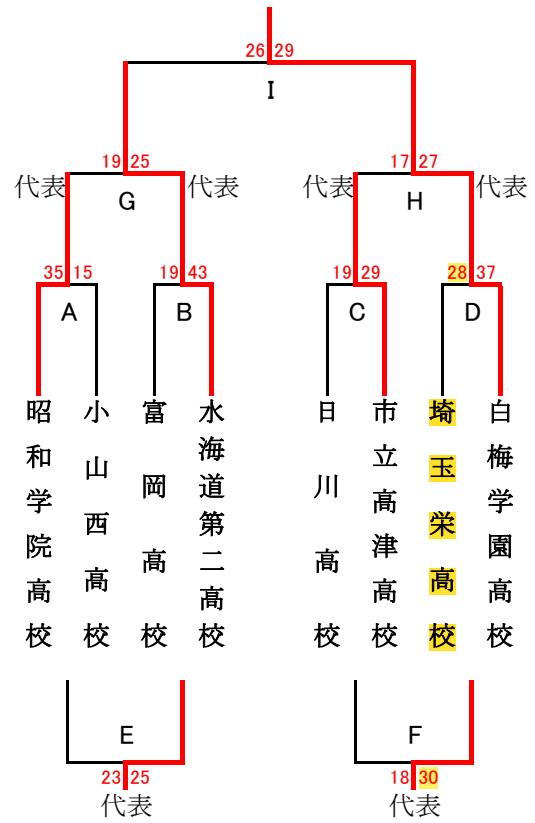 26 29
I
19 25
17 27
代表
代表
代表
代表
G
H
35 15
19 43
19 29
28 37
A
B
C
D
昭和学院高校
小山西高校
富岡高校
水海道第二高校
日川高校
市立高津高校
埼玉栄高校
白梅学園高校
E
F
23 25
18 30
代表
代表